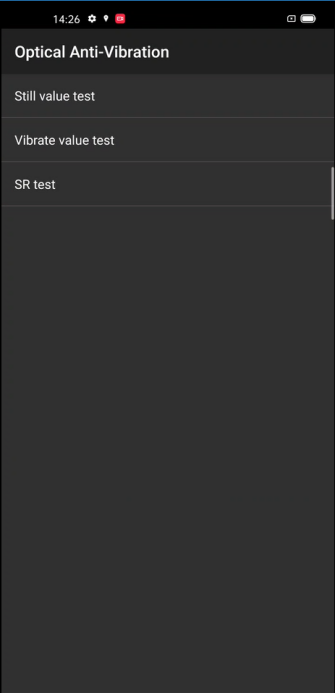 14:26
Optical Anti-Vibration
Still value test
Vibrate value test
SR test